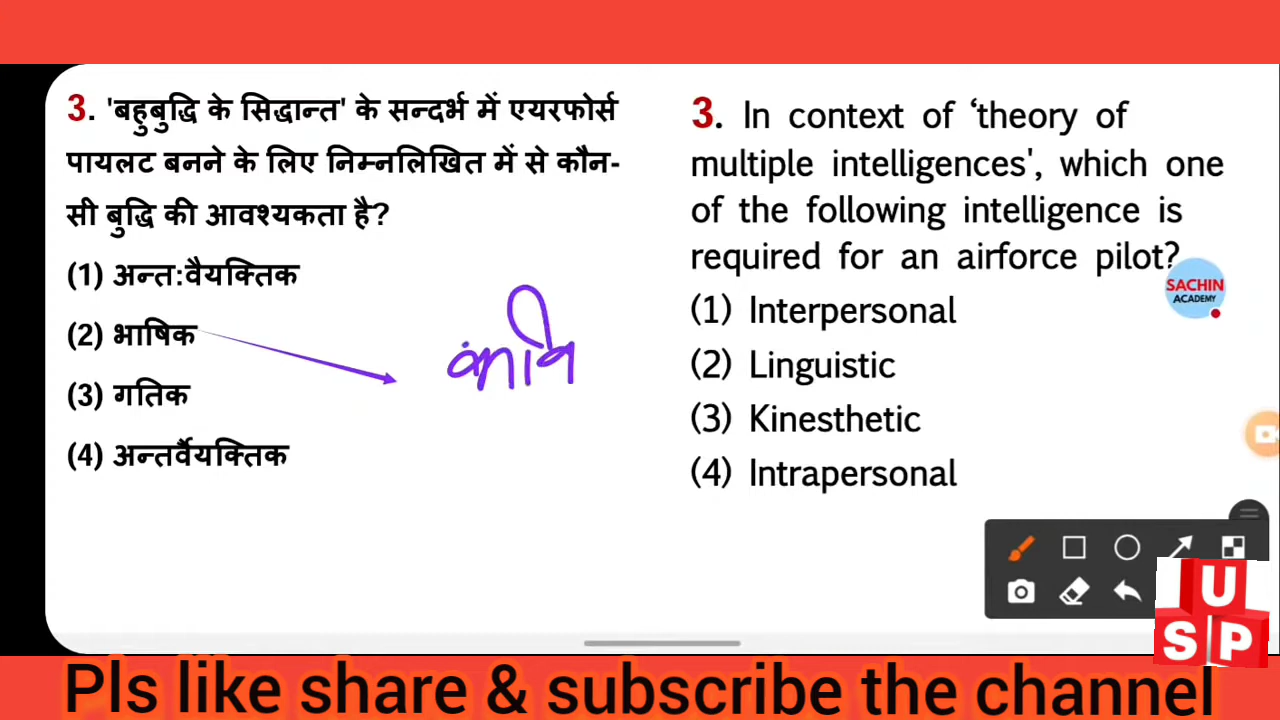 3. 'बहुबुद्धि के सिद्धान्त' के सन्दर्भ में एयरफोर्स
पायलट बनने के लिए निम्नलिखित में से कौन-
सी बुद्धि की आवश्यकता है?
(1) अन्त:वैयक्तिक
(2) भाषिक
(3) गतिक
(4) अन्तर्वैयक्तिक
कवि
3. In context of ‘theory of
multiple intelligences', which one
of the following intelligence is
required for an airforce pilot?
(1) Interpersonal
(2) Linguistic
(3) Kinesthetic
(4) Intrapersonal
SACHIN
ACADEMY
U
S P
Pls like share & subscribe the channel